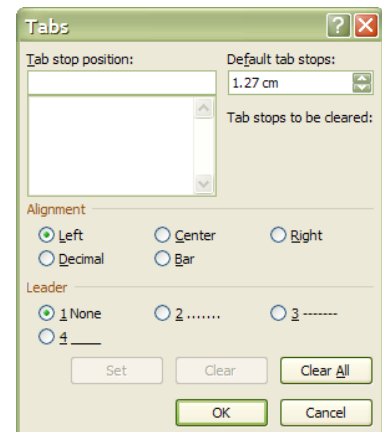 Tabs
Tab stop position:
Default tab stops:
1.27 cm
Tab stops to be cleared:
Alignment
Left Center Right
Decimal Bar
Leader
1 None 2 ....... 3 -------
4 ____
Set Clear Clear All
OK Cancel